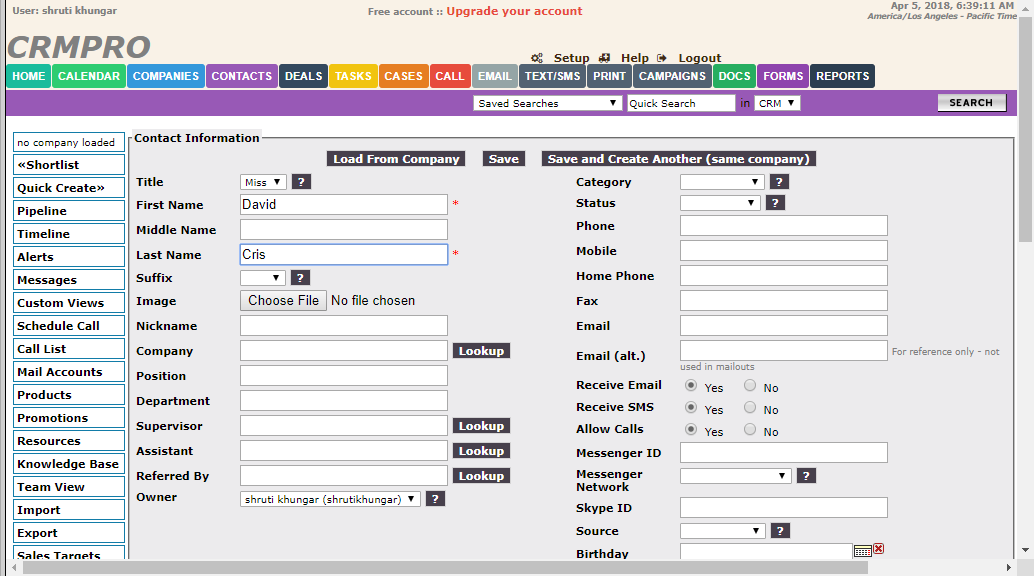 User: shruti khungar
Free account :: Upgrade your account
Apr 5, 2018, 6:39:11 AM
America/Los Angeles - Pacific Time
CRMPRO
Setup Help Logout
HOME CALENDAR COMPANIES CONTACTS DEALS TASKS CASES CALL EMAIL TEXT/SMS PRINT CAMPAIGNS DOCS FORMS REPORTS
Saved Searches Quick Search in CRM SEARCH
no company loaded
«Shortlist
Quick Create»
Pipeline
Timeline
Alerts
Messages
Custom Views
Schedule Call
Call List
Mail Accounts
Products
Promotions
Resources
Knowledge Base
Team View
Import
Export
Sales Targets
Contact Information
Load From Company Save Save and Create Another (same company)
Title Miss ?
First Name David *
Middle Name
Last Name Cris *
Suffix ?
Image Choose File No file chosen
Nickname
Company Lookup
Position
Department
Supervisor Lookup
Assistant Lookup
Referred By Lookup
Owner shruti khungar (shrutikhungar) ?
Category ?
Status ?
Phone
Mobile
Home Phone
Fax
Email
Email (alt.) For reference only - not
used in mailouts
Receive Email Yes No
Receive SMS Yes No
Allow Calls Yes No
Messenger ID
Messenger
Network ?
Skype ID
Source ?
Birthday